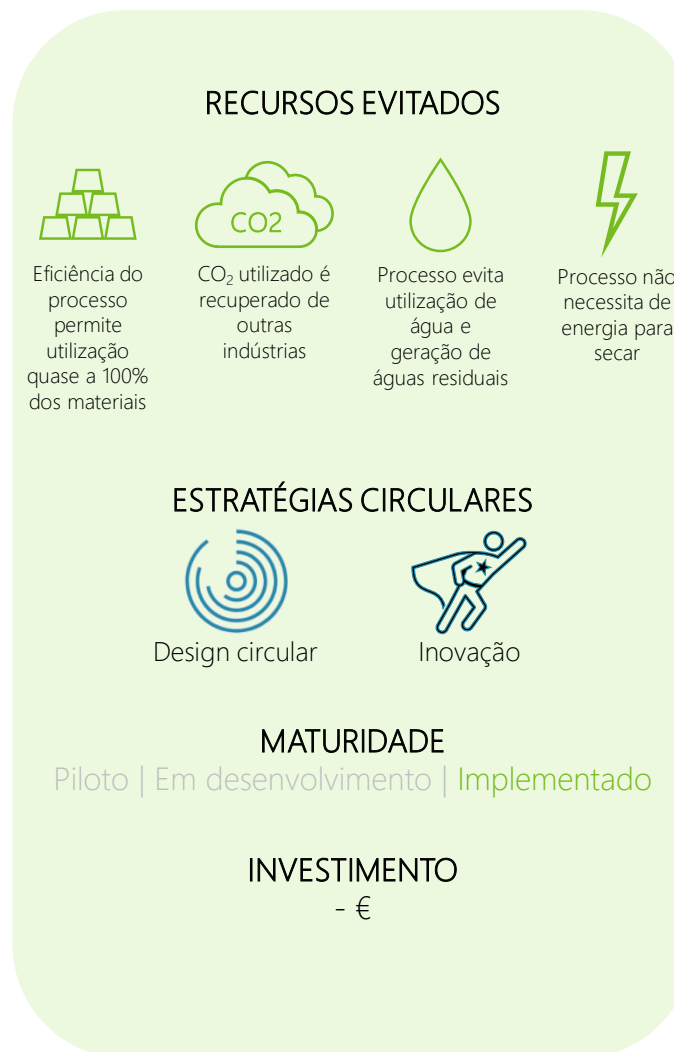 RECURSOS EVITADOS
CO2
Eficiência do
processo
permite
utilização
quase a 100%
dos materiais
CO₂ utilizado é
recuperado de
outras
indústrias
Processo evita
utilização de
água e
geração de
águas residuais
Processo não
necessita de
energia para
secar
ESTRATÉGIAS CIRCULARES
Design circular
Inovação
MATURIDADE
Piloto | Em desenvolvimento | Implementado
INVESTIMENTO
- €